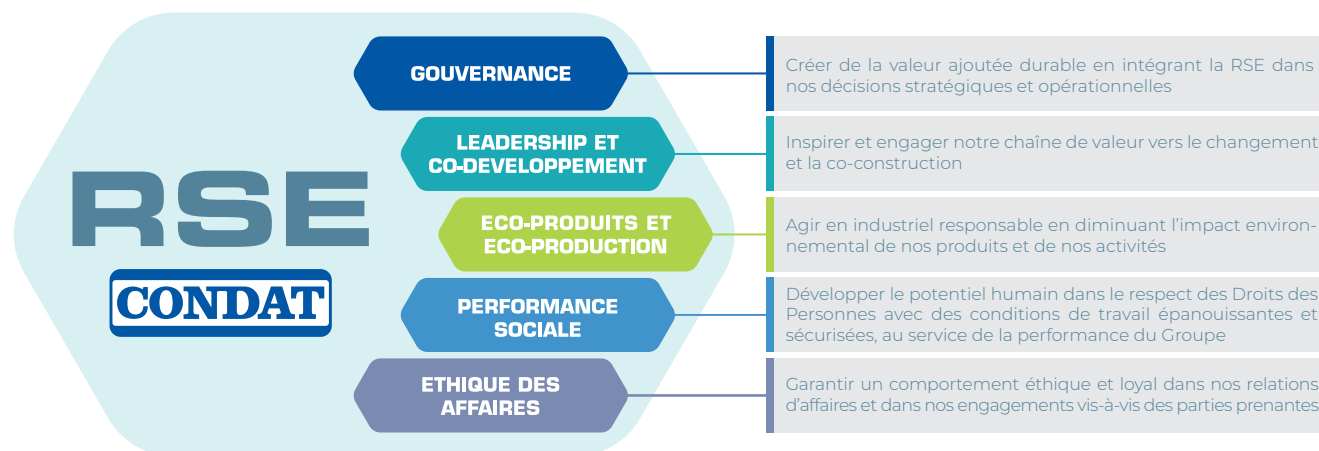 RSE
CONDAT
GOUVERNANCE
Créer de la valeur ajoutée durable en intégrant la RSE dans
nos décisions stratégiques et opérationnelles
LEADERSHIP ET
CO-DEVELOPPEMENT
Inspirer et engager notre chaîne de valeur vers le changement
et la co-construction
ECO-PRODUITS ET
ECO-PRODUCTION
Agir en industriel responsable en diminuant l’impact environ-
nemental de nos produits et de nos activités
PERFORMANCE
SOCIALE
Développer le potentiel humain dans le respect des Droits des
Personnes avec des conditions de travail épanouissantes et
sécurisées, au service de la performance du Groupe
ETHIQUE DES
AFFAIRES
Garantir un comportement éthique et loyal dans nos relations
d’affaires et dans nos engagements vis-à-vis des parties prenantes